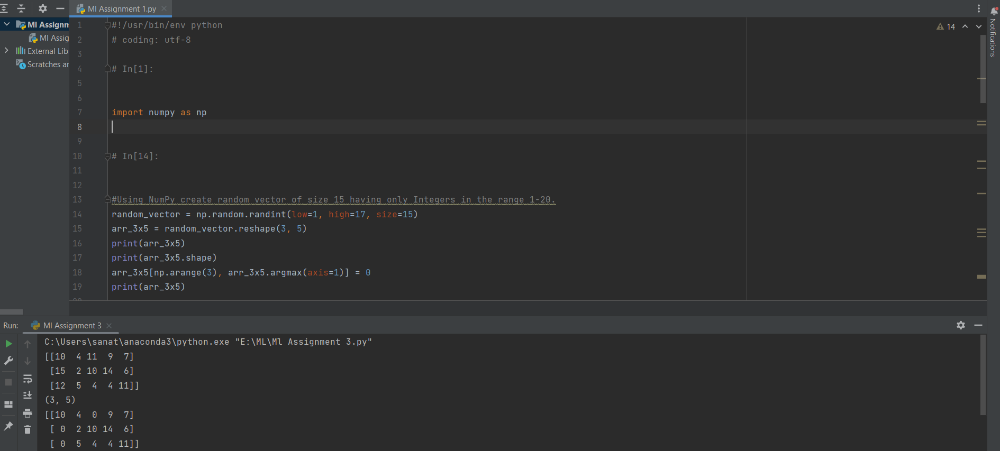 Ml Assignment 1.py
Ml Assignm
Ml Assig
External Lib
Scratches ar
14
Notifications
1 #!/usr/bin/env python
2 # coding: utf-8
3
4 # In[1]:
5
6
7 import numpy as np
8
9
10 # In[14]:
11
12
13 #Using NumPy create random vector of size 15 having only Integers in the range 1-20.
14 random_vector = np.random.randint(low=1, high=17, size=15)
15 arr_3x5 = random_vector.reshape(3, 5)
16 print(arr_3x5)
17 print(arr_3x5.shape)
18 arr_3x5[np.arange(3), arr_3x5.argmax(axis=1)] = 0
19 print(arr_3x5)
Run: Ml Assignment 3
C:\Users\sanat\anaconda3\python.exe "E:\ML\Ml Assignment 3.py"
[[10  4 11  9  7]
 [15  2 10 14  6]
 [12  5  4  4 11]]
(3, 5)
[[10  4  0  9  7]
 [ 0  2 10 14  6]
 [ 0  5  4  4 11]]